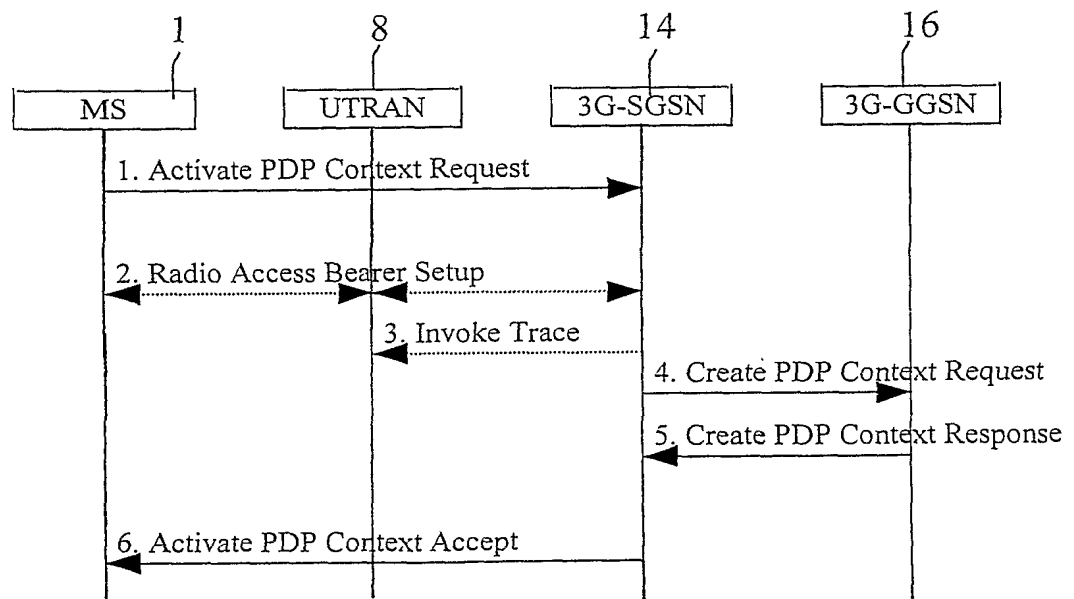 1
8
14
16
MS
UTRAN
3G-SGSN
3G-GGSN
1. Activate PDP Context Request
2. Radio Access Bearer Setup
3. Invoke Trace
4. Create PDP Context Request
5. Create PDP Context Response
6. Activate PDP Context Accept